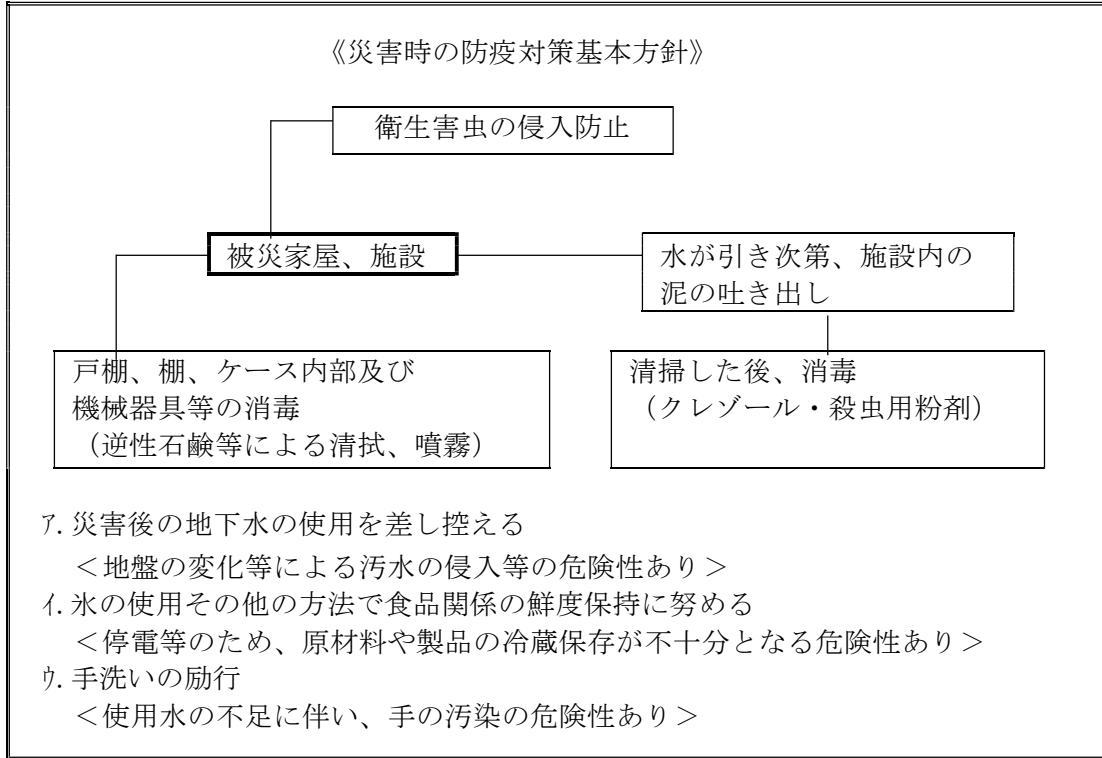 《災害時の防疫対策基本方針》
衛生害虫の侵入防止
被災家屋、施設
水が引き次第、施設内の
泥の吐き出し
戸棚、棚、ケース内部及び
機械器具等の消毒
（逆性石鹸等による清拭、噴霧）
清掃した後、消毒
（クレゾール・殺虫用粉剤）
ｱ.災害後の地下水の使用を差し控える
＜地盤の変化等による汚水の侵入等の危険性あり＞
ｲ.氷の使用その他の方法で食品関係の鮮度保持に努める
＜停電等のため、原材料や製品の冷蔵保存が不十分となる危険性あり＞
ｳ.手洗いの励行
＜使用水の不足に伴い、手の汚染の危険性あり＞